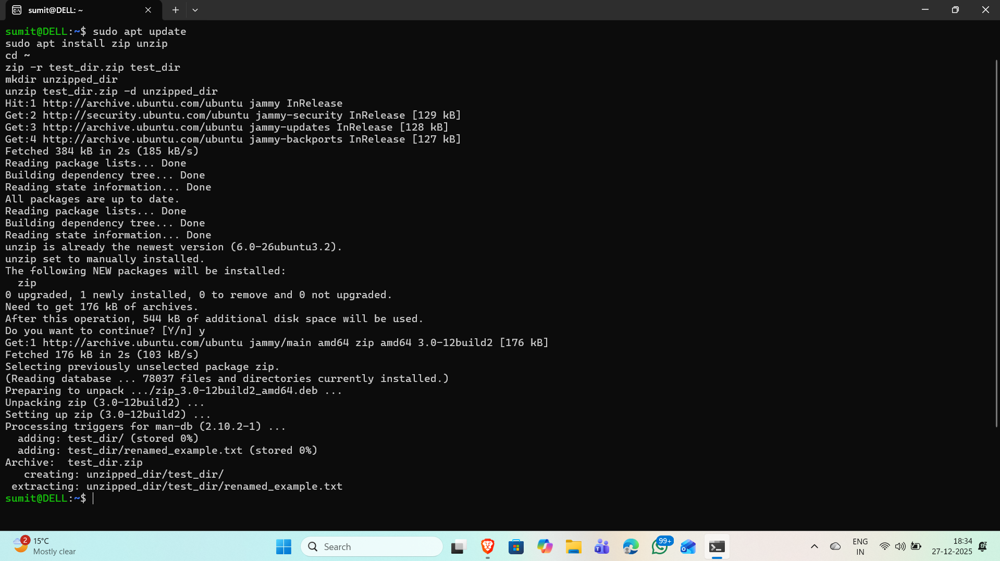 sumit@DELL: ~
sumit@DELL:~$ sudo apt update
sudo apt install zip unzip
cd ~
zip -r test_dir.zip test_dir
mkdir unzipped_dir
unzip test_dir.zip -d unzipped_dir
Hit:1 http://archive.ubuntu.com/ubuntu jammy InRelease
Get:2 http://security.ubuntu.com/ubuntu jammy-security InRelease [129 kB]
Get:3 http://archive.ubuntu.com/ubuntu jammy-updates InRelease [128 kB]
Get:4 http://archive.ubuntu.com/ubuntu jammy-backports InRelease [127 kB]
Fetched 384 kB in 2s (185 kB/s)
Reading package lists... Done
Building dependency tree... Done
Reading state information... Done
All packages are up to date.
Reading package lists... Done
Building dependency tree... Done
Reading state information... Done
unzip is already the newest version (6.0-26ubuntu3.2).
unzip set to manually installed.
The following NEW packages will be installed:
  zip
0 upgraded, 1 newly installed, 0 to remove and 0 not upgraded.
Need to get 176 kB of archives.
After this operation, 544 kB of additional disk space will be used.
Do you want to continue? [Y/n] y
Get:1 http://archive.ubuntu.com/ubuntu jammy/main amd64 zip amd64 3.0-12build2 [176 kB]
Fetched 176 kB in 2s (103 kB/s)
Selecting previously unselected package zip.
(Reading database ... 78037 files and directories currently installed.)
Preparing to unpack .../zip_3.0-12build2_amd64.deb ...
Unpacking zip (3.0-12build2) ...
Setting up zip (3.0-12build2) ...
Processing triggers for man-db (2.10.2-1) ...
  adding: test_dir/ (stored 0%)
  adding: test_dir/renamed_example.txt (stored 0%)
Archive:  test_dir.zip
   creating: unzipped_dir/test_dir/
 extracting: unzipped_dir/test_dir/renamed_example.txt
sumit@DELL:~$
2
15°C
Mostly clear
Search
99+
ENG
IN
18:34
27-12-2025